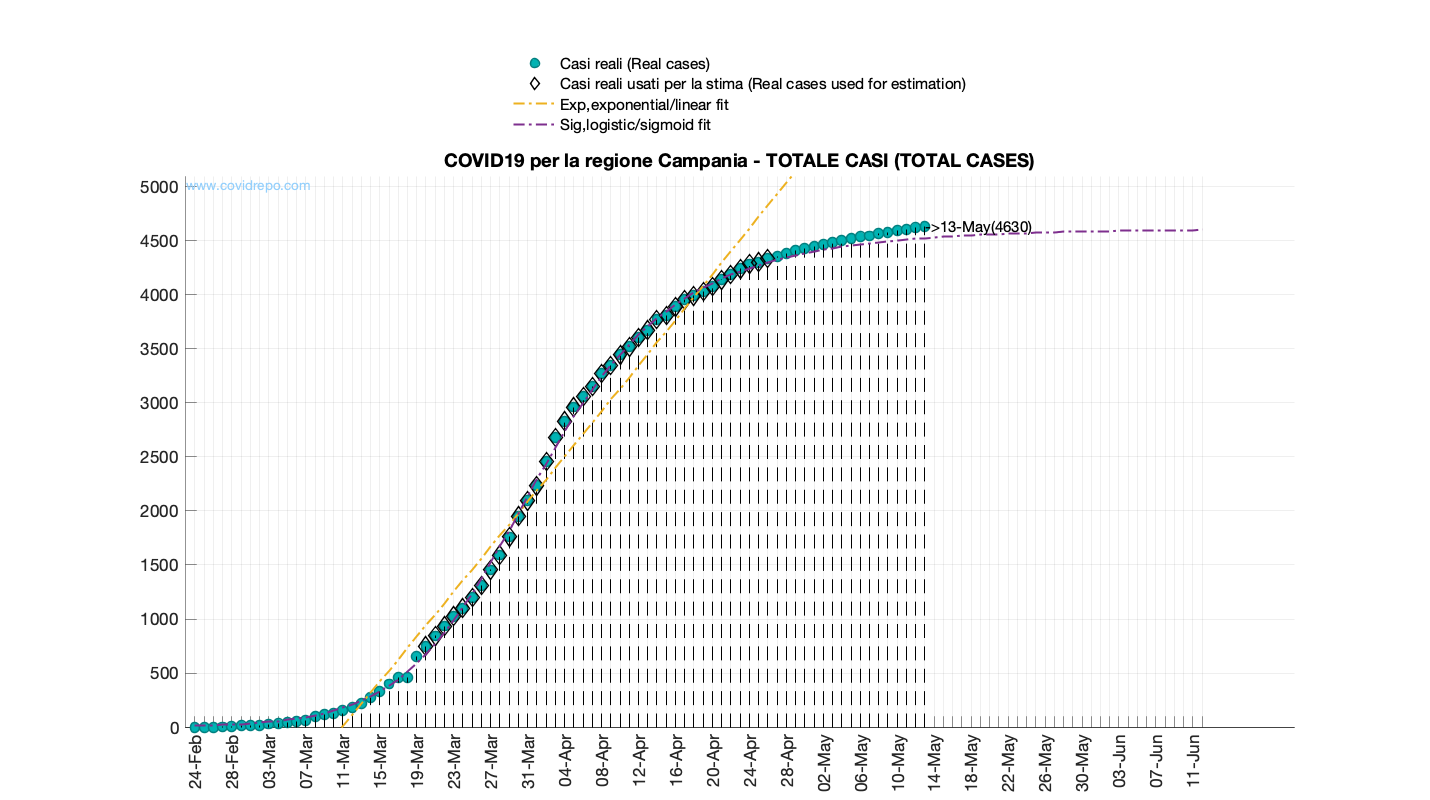 Casi reali (Real cases)
Casi reali usati per la stima (Real cases used for estimation)
Exp,exponential/linear fit
Sig,logistic/sigmoid fit
COVID19 per la regione Campania - TOTALE CASI (TOTAL CASES)
www.covidrepo.com
5000
4500
4000
3500
3000
2500
2000
1500
1000
500
0
->13-May(4630)
24-Feb
28-Feb
03-Mar
07-Mar
11-Mar
15-Mar
19-Mar
23-Mar
27-Mar
31-Mar
04-Apr
08-Apr
12-Apr
16-Apr
20-Apr
24-Apr
28-Apr
02-May
06-May
10-May
14-May
18-May
22-May
26-May
30-May
03-Jun
07-Jun
11-Jun